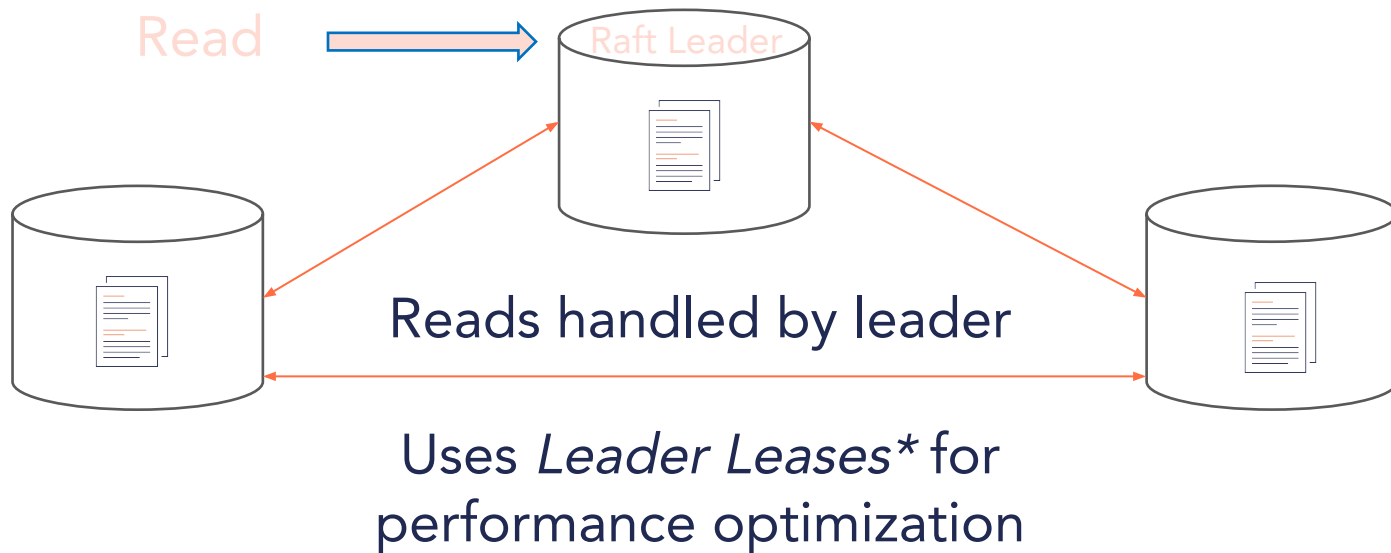 Read
Raft Leader
Reads handled by leader
Uses Leader Leases* for
performance optimization